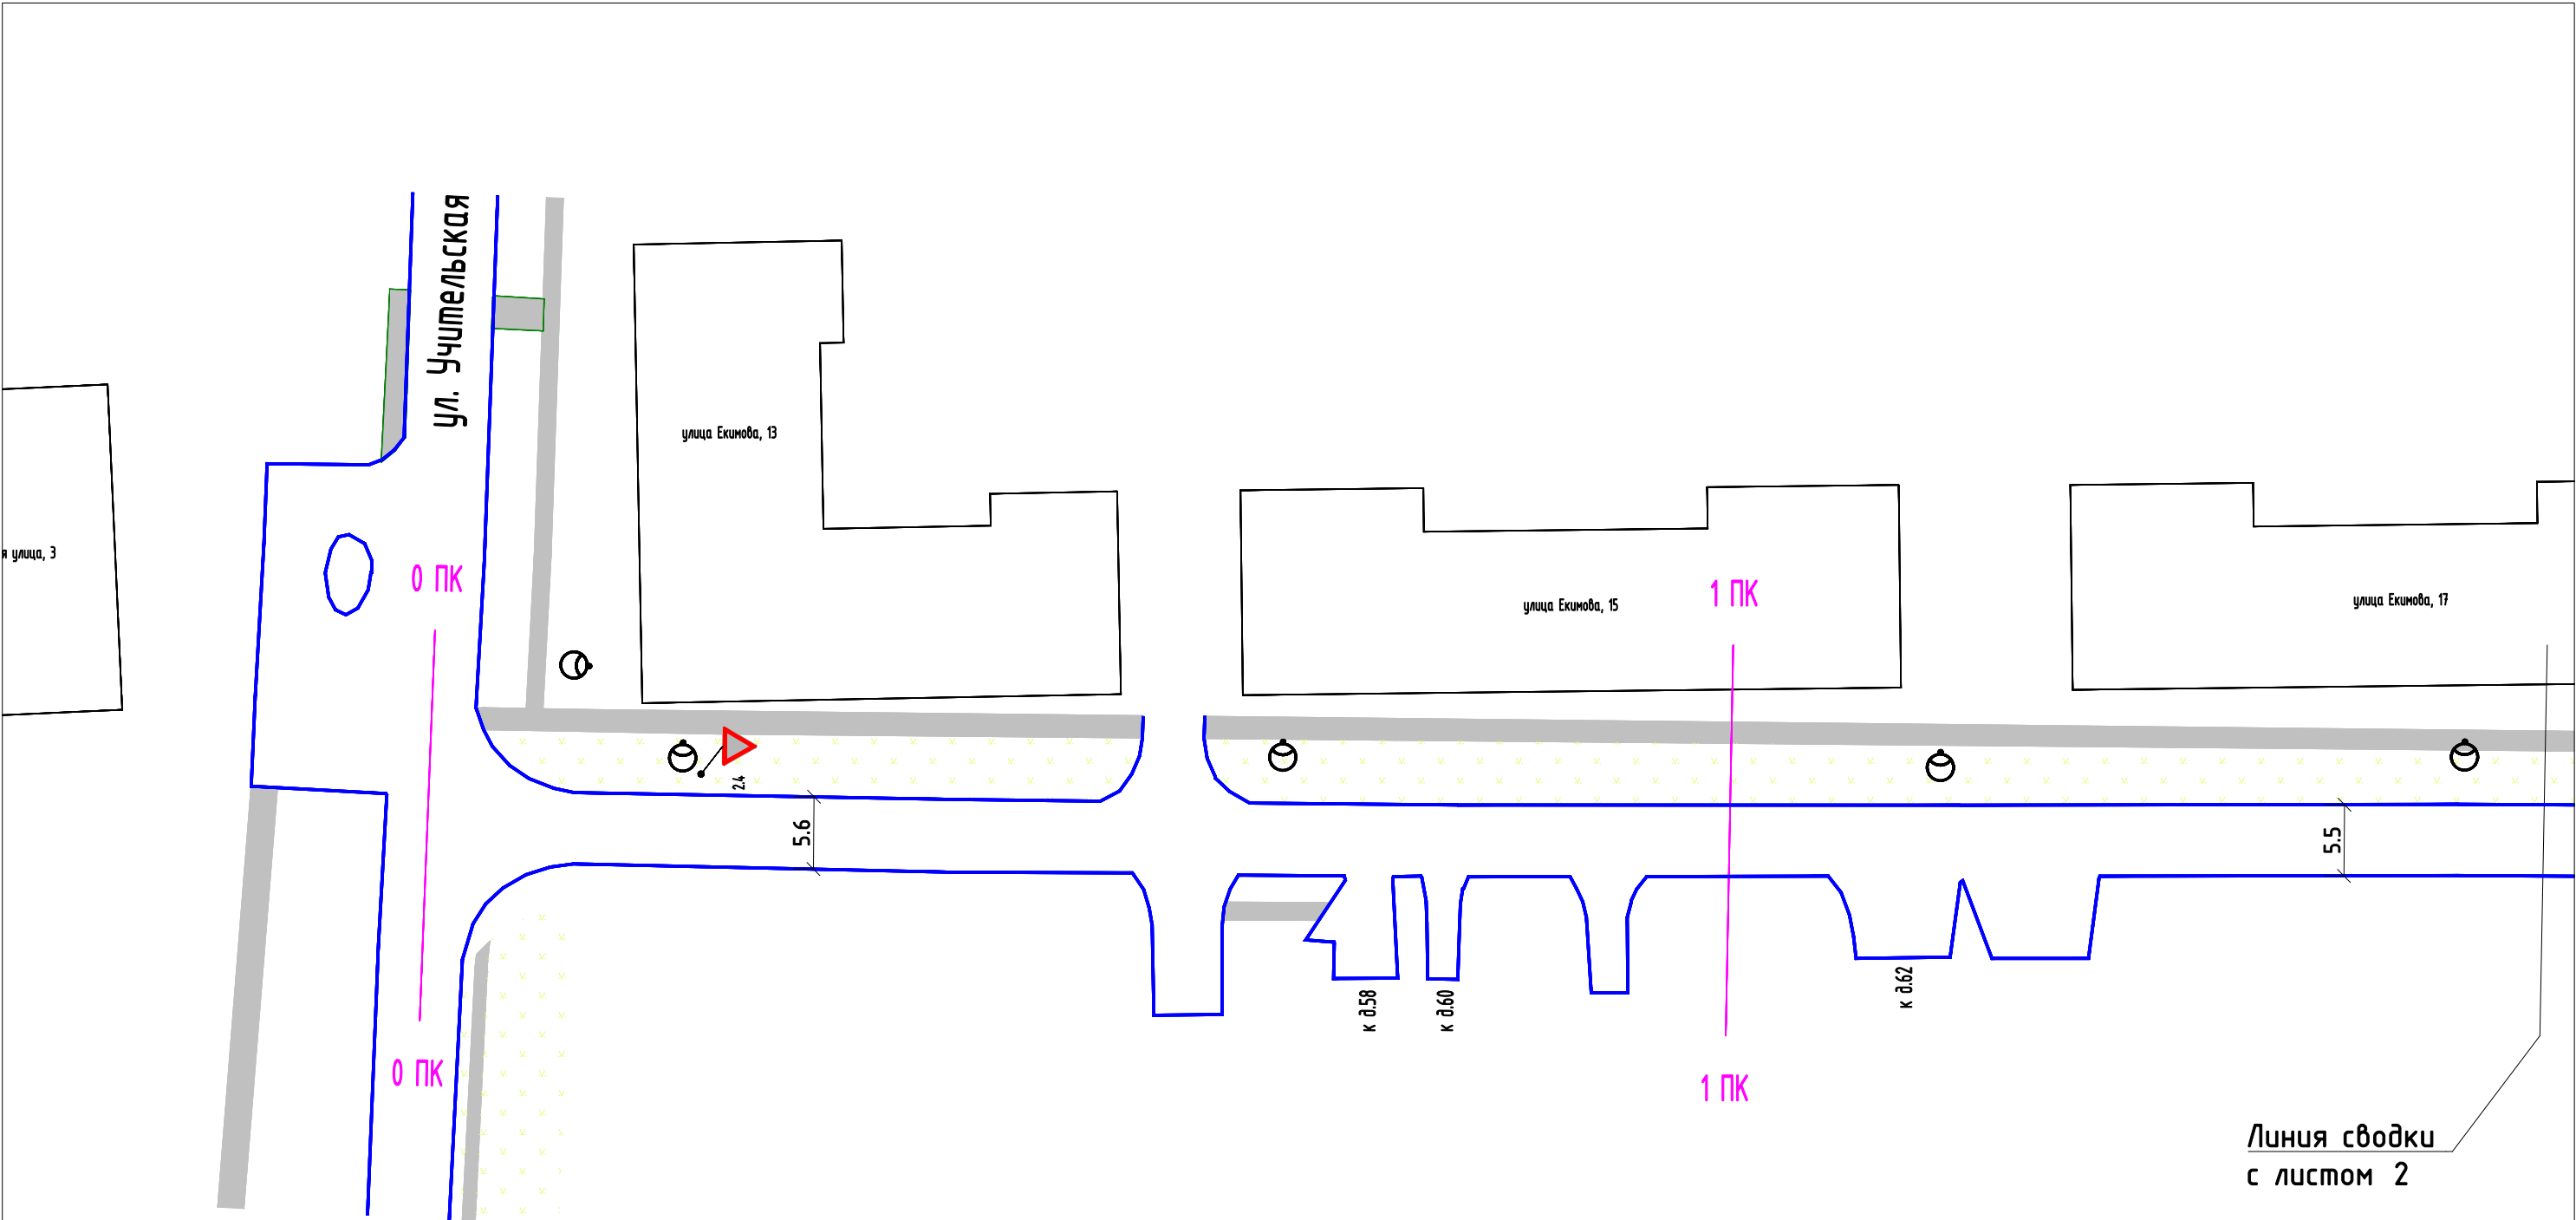 ул. Учительская
улица Екимова, 13
я улица, 3
0 ПК
1 ПК
улица Екимова, 15
улица Екимова, 17
2.4
5.6
5.5
к д.58
к д.60
к д.62
0 ПК
1 ПК
Линия сводки
с листом 2